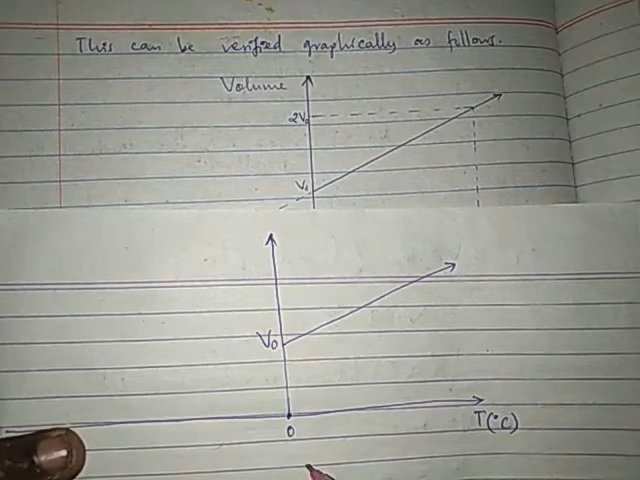 This can be verified graphically as follows.
Volume
2V₀
V₀
V₀
T(°C)
0